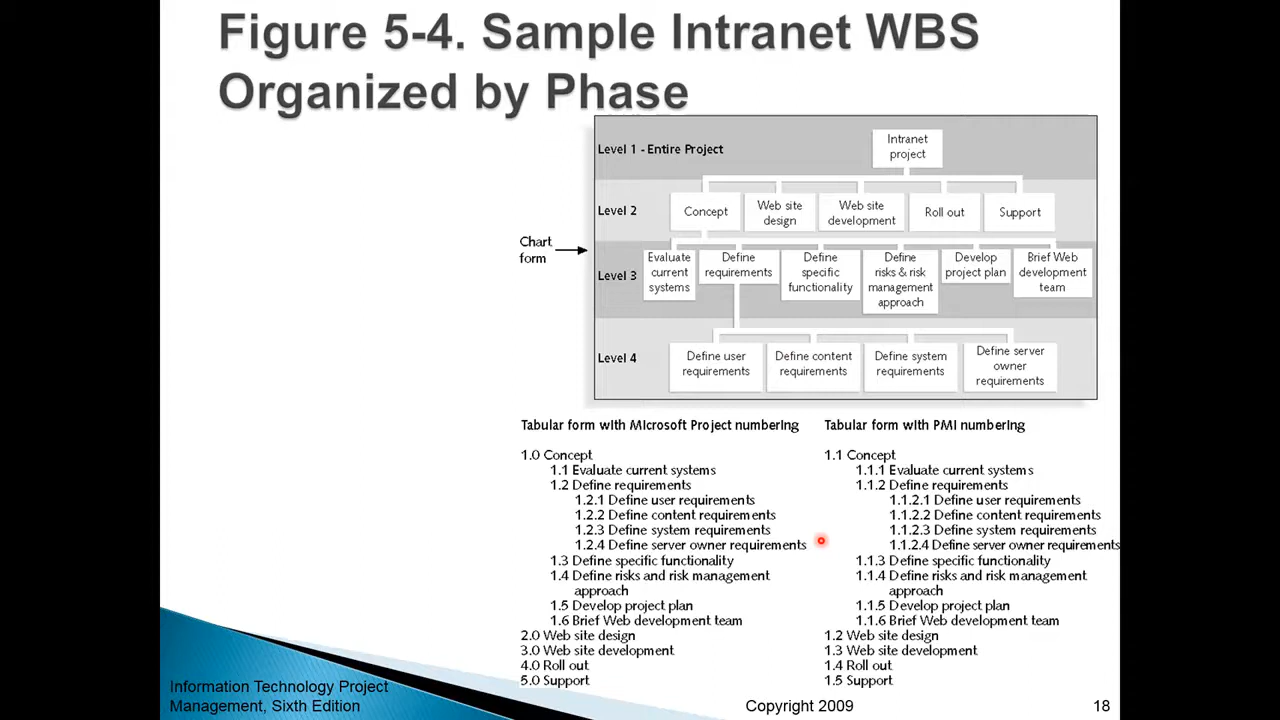 Figure 5-4. Sample Intranet WBS
Organized by Phase
Level 1 - Entire Project
Intranet
project
Level 2
Concept
Web site
design
Web site
development
Roll out
Support
Chart
form
Level 3
Evaluate
current
systems
Define
requirements
Define
specific
functionality
Define
risks & risk
management
approach
Develop
project plan
Brief Web
development
team
Level 4
Define user
requirements
Define content
requirements
Define system
requirements
Define server
owner
requirements
Tabular form with Microsoft Project numbering
1.0 Concept
1.1 Evaluate current systems
1.2 Define requirements
1.2.1 Define user requirements
1.2.2 Define content requirements
1.2.3 Define system requirements
1.2.4 Define server owner requirements
1.3 Define specific functionality
1.4 Define risks and risk management
approach
1.5 Develop project plan
1.6 Brief Web development team
2.0 Web site design
3.0 Web site development
4.0 Roll out
5.0 Support
Tabular form with PMI numbering
1.1 Concept
1.1.1 Evaluate current systems
1.1.2 Define requirements
1.1.2.1 Define user requirements
1.1.2.2 Define content requirements
1.1.2.3 Define system requirements
1.1.2.4 Define server owner requirements
1.1.3 Define specific functionality
1.1.4 Define risks and risk management
approach
1.1.5 Develop project plan
1.1.6 Brief Web development team
1.2 Web site design
1.3 Web site development
1.4 Roll out
1.5 Support
Information Technology Project
Management, Sixth Edition
Copyright 2009
18